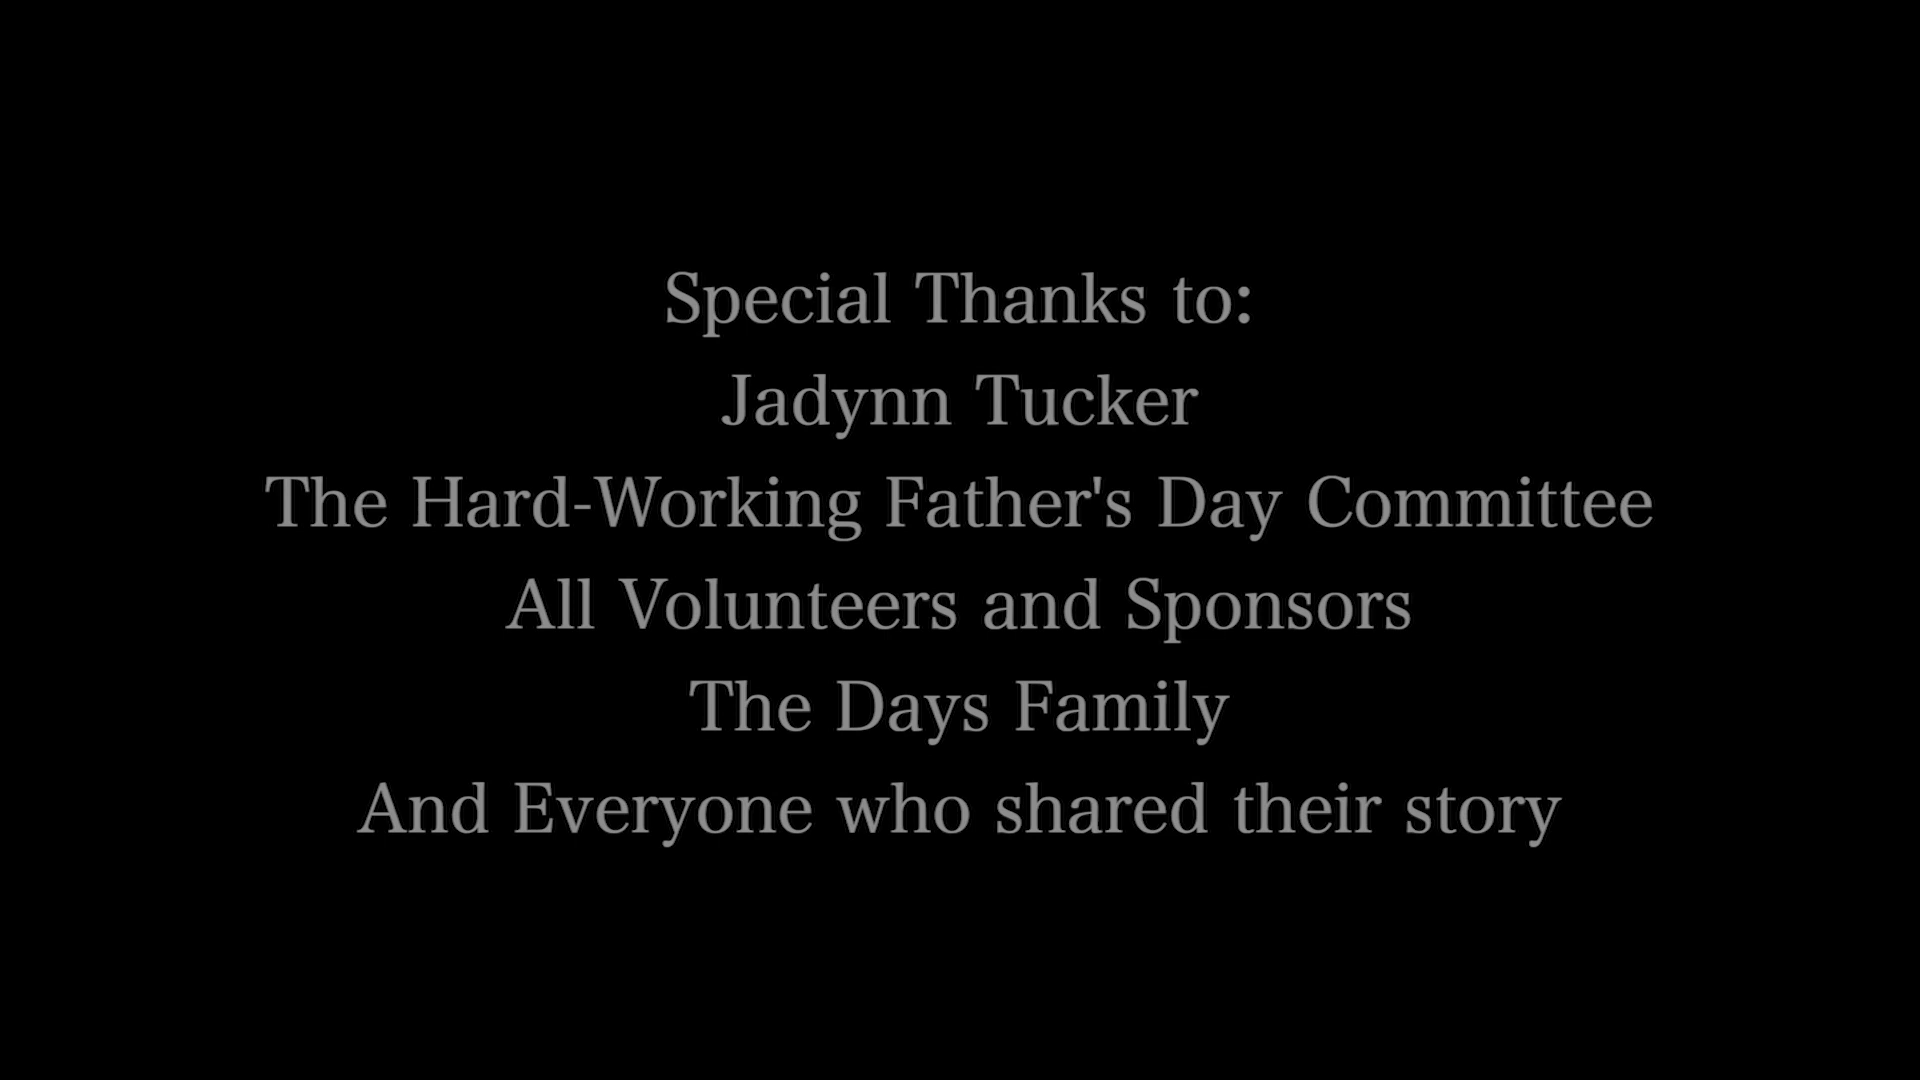 Special Thanks to:
Jadynn Tucker
The Hard-Working Father's Day Committee
All Volunteers and Sponsors
The Days Family
And Everyone who shared their story